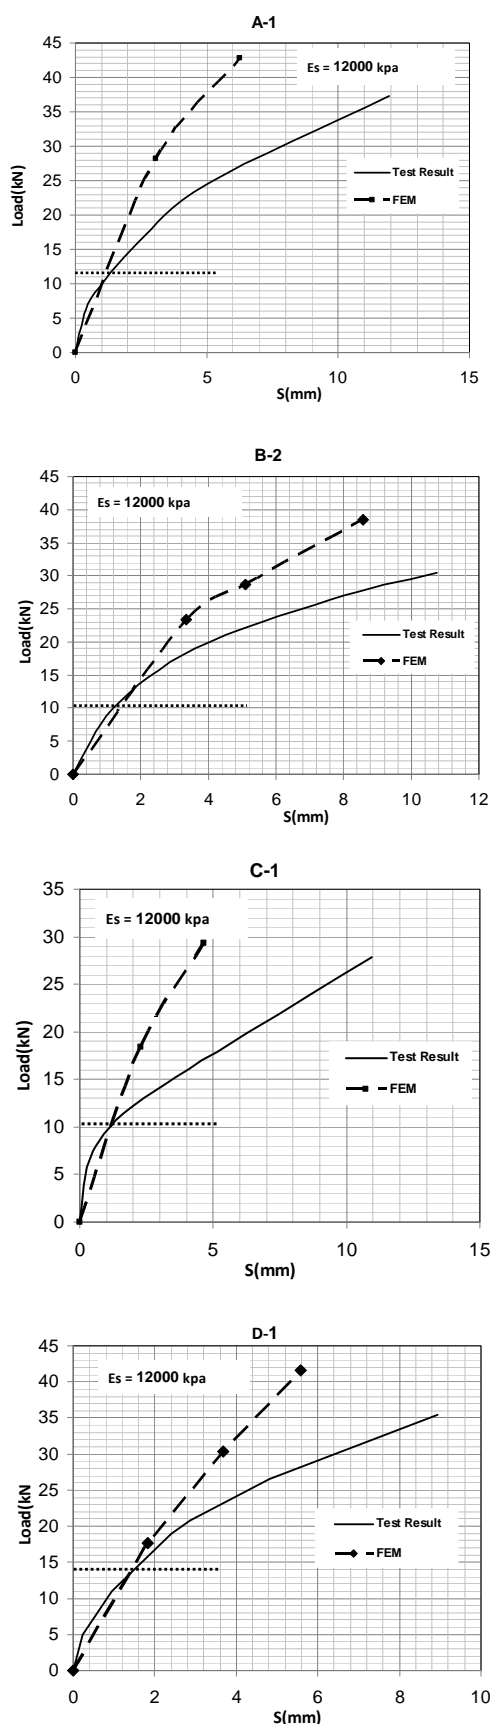 A-1
45
40
35
30
25
20
15
10
5
0
Load(kN)
Es = 12000 kpa
Test Result
FEM
0 5 10 15
S(mm)
B-2
45
40
35
30
25
20
15
10
5
0
Load(kN)
Es = 12000 kpa
Test Result
FEM
0 2 4 6 8 10 12
S(mm)
C-1
35
30
25
20
15
10
5
0
Load(kN)
Es = 12000 kpa
Test Result
FEM
0 5 10 15
S(mm)
D-1
45
40
35
30
25
20
15
10
5
0
Load(kN
Es = 12000 kpa
Test Result
FEM
0 2 4 6 8 10
S(mm)